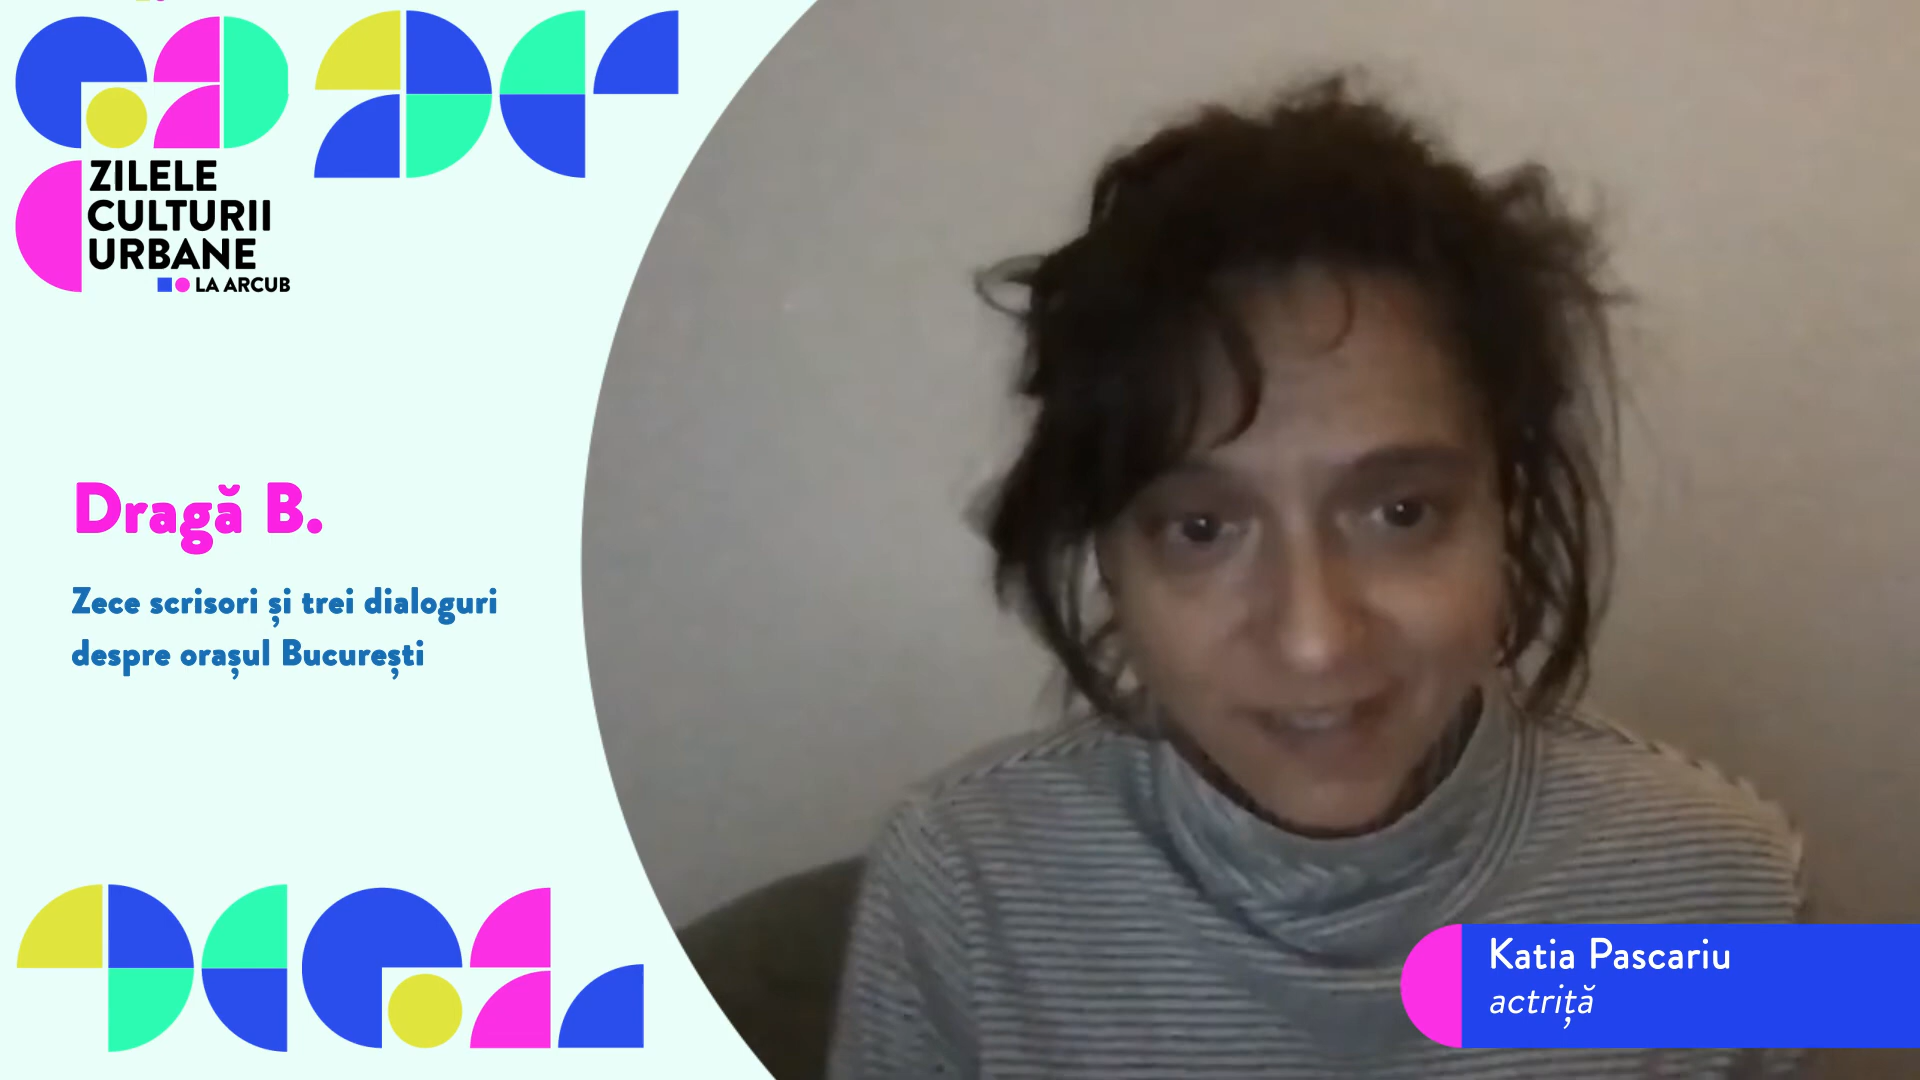 ZILELE
CULTURII
URBANE
LA ARCUB
Dragă B.
Zece scrisori și trei dialoguri
despre orașul București
Katia Pascariu
actriță